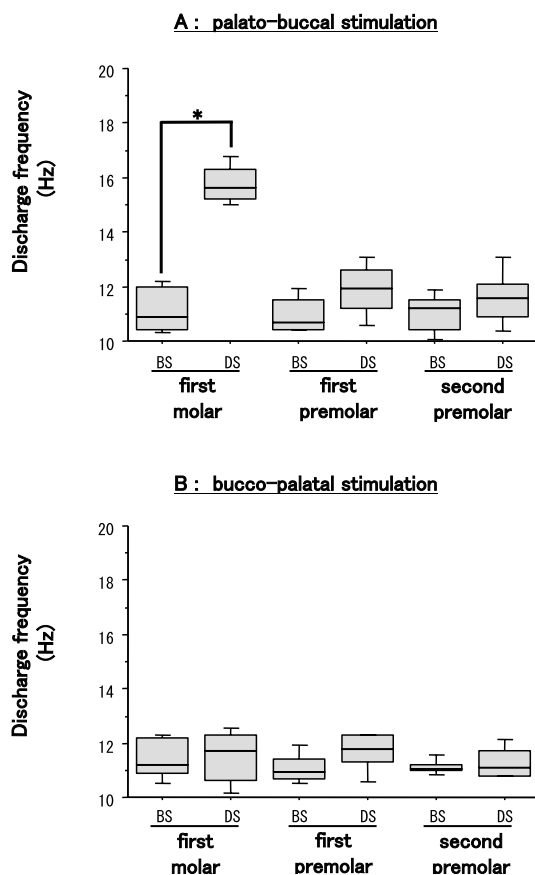 A : palato-buccal stimulation
Discharge frequency
(Hz)
20
18
16
14
12
10
*
BS DS BS DS BS DS
first first second
molar premolar premolar
B : bucco-palatal stimulation
Discharge frequency
(Hz)
20
18
16
14
12
10
BS DS BS DS BS DS
first first second
molar premolar premolar